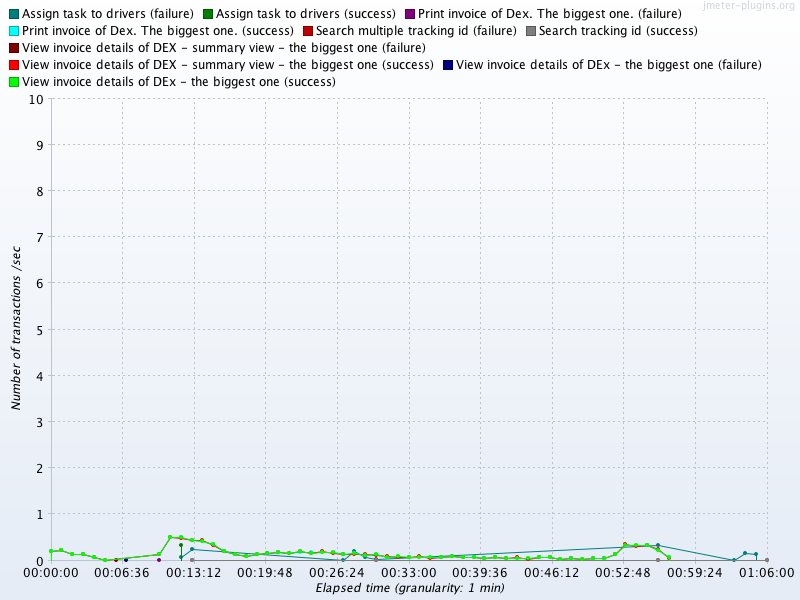 jmeter-plugins.org
Assign task to drivers (failure) Assign task to drivers (success) Print invoice of Dex. The biggest one. (failure)
Print invoice of Dex. The biggest one. (success) Search multiple tracking id (failure) Search tracking id (success)
View invoice details of DEX - summary view - the biggest one (failure)
View invoice details of DEX - summary view - the biggest one (success) View invoice details of DEx - the biggest one (failure)
View invoice details of DEx - the biggest one (success)
10
9
8
7
6
5
4
3
2
1
0
Number of transactions /sec
00:00:00 00:06:36 00:13:12 00:19:48 00:26:24 00:33:00 00:39:36 00:46:12 00:52:48 00:59:24 01:06:00
Elapsed time (granularity: 1 min)